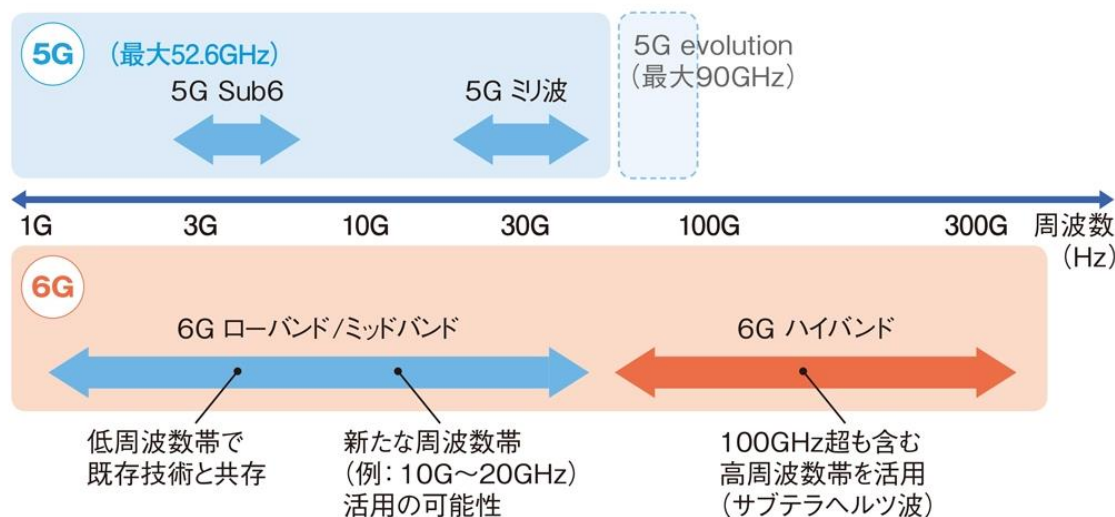 5G
(最大52.6GHz)
5G Sub6
5G ミリ波
5G evolution
(最大90GHz)
1G
3G
10G
30G
100G
300G
周波数
(Hz)
6G
6G ローバンド/ミッドバンド
6G ハイバンド
低周波数帯で
既存技術と共存
新たな周波数帯
(例：10G～20GHz)
活用の可能性
100GHz超も含む
高周波数帯を活用
(サブテラヘルツ波)